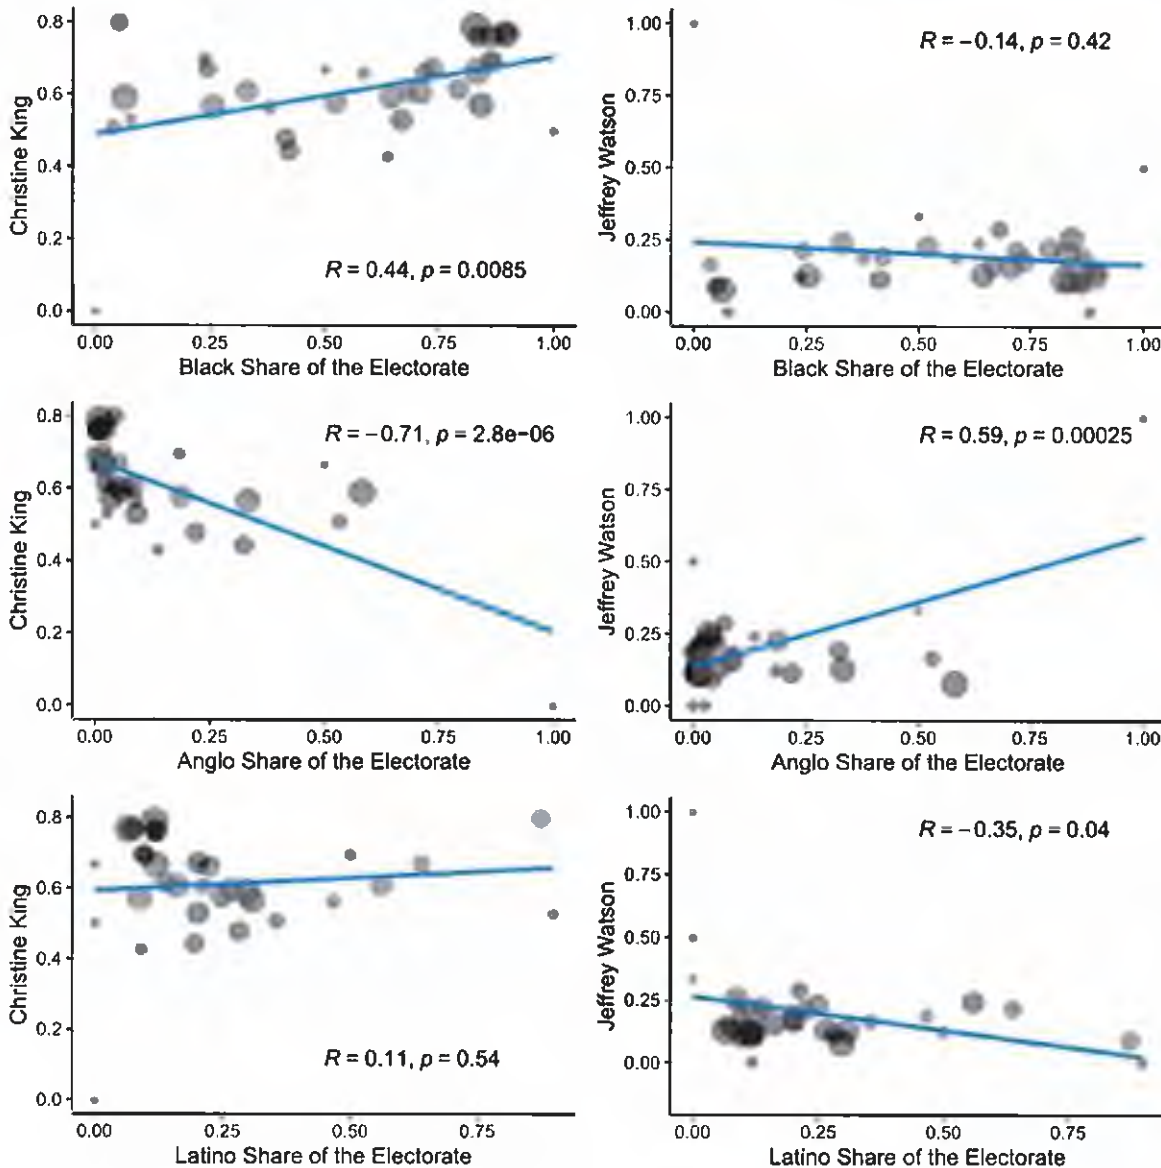 Christine King
0.8
0.6
0.4
0.2
0.0
R = 0.44, p = 0.0085
0.00 0.25 0.50 0.75 1.00
Black Share of the Electorate
Jeffrey Watson
1.00
0.75
0.50
0.25
0.00
R = −0.14, p = 0.42
0.00 0.25 0.50 0.75 1.00
Black Share of the Electorate
Christine King
0.8
0.6
0.4
0.2
0.0
R = −0.71, p = 2.8e−06
0.00 0.25 0.50 0.75 1.00
Anglo Share of the Electorate
Jeffrey Watson
1.00
0.75
0.50
0.25
0.00
R = 0.59, p = 0.00025
0.00 0.25 0.50 0.75 1.00
Anglo Share of the Electorate
Christine King
0.8
0.6
0.4
0.2
0.0
R = 0.11, p = 0.54
0.00 0.25 0.50 0.75
Latino Share of the Electorate
Jeffrey Watson
1.00
0.75
0.50
0.25
0.00
R = −0.35, p = 0.04
0.00 0.25 0.50 0.75
Latino Share of the Electorate